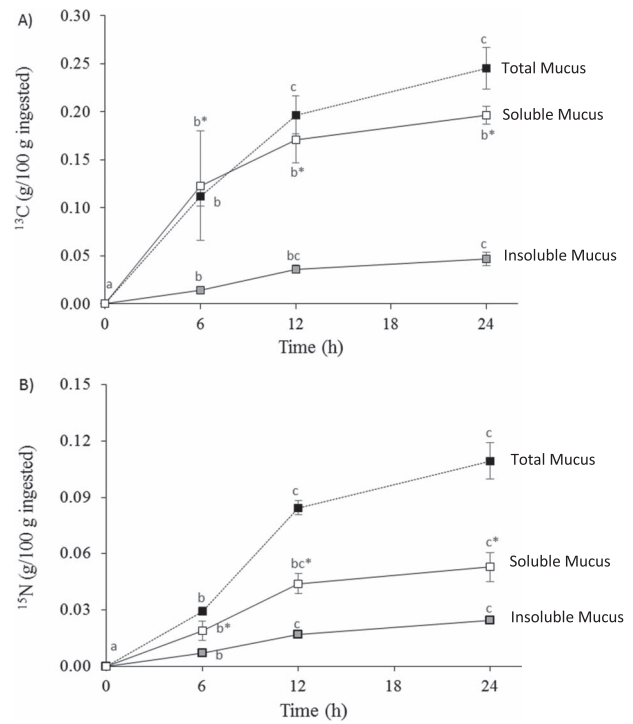 A)
0.30
c
Total Mucus
0.25
c
b*
Soluble Mucus
0.20
b*
0.15
b*
b
0.10
c
Insoluble Mucus
0.05
bc
b
a
0.00
¹³C (g/100 g ingested)
0 6 12 18 24
Time (h)
B)
0.15
c
Total Mucus
0.12
c
0.09
c*
Soluble Mucus
0.06
bc*
b
b*
c
Insoluble Mucus
0.03
c
b
a
0.00
¹⁵N (g/100 g ingested)
0 6 12 18 24
Time (h)